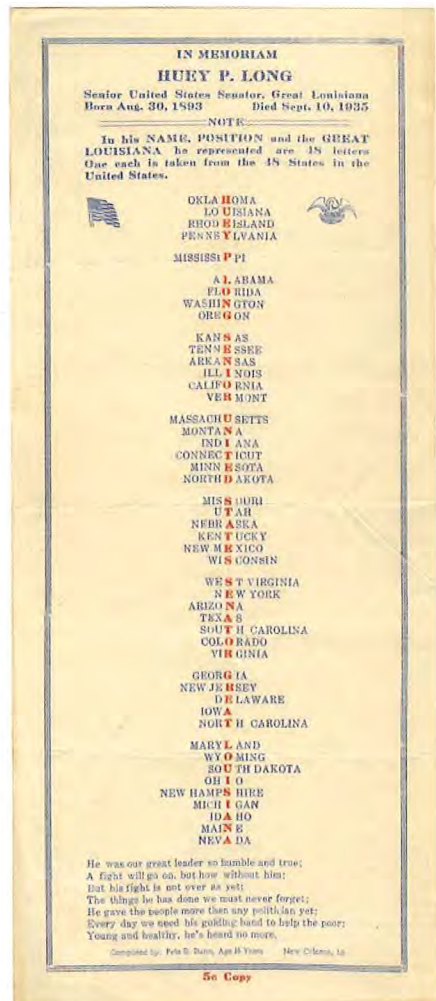 IN MEMORIAM
HUEY P. LONG
Senior United States Senator, Great Louisiana
Born Aug. 30, 1893 Died Sept. 10, 1935
NOTE
In his NAME, POSITION and the GREAT
LOUISIANA he represented are 48 letters
One each is taken from the 48 States in the
United States.
OKLAHOMA
LOUISIANA
RHODE ISLAND
PENNSYLVANIA
MISSISSIPPI
ALABAMA
FLORIDA
WASHINGTON
OREGON
KANSAS
TENNESSEE
ARKANSAS
ILLINOIS
CALIFORNIA
VERMONT
MASSACHUSETTS
MONTANA
INDIANA
CONNECTICUT
MINNESOTA
NORTH DAKOTA
MISSOURI
UTAH
NEBRASKA
KENTUCKY
NEW MEXICO
WISCONSIN
WEST VIRGINIA
NEW YORK
ARIZONA
TEXAS
SOUTH CAROLINA
COLORADO
VIRGINIA
GEORGIA
NEW JERSEY
DELAWARE
IOWA
NORTH CAROLINA
MARYLAND
WYOMING
SOUTH DAKOTA
OHIO
NEW HAMPSHIRE
MICHIGAN
IDAHO
MAINE
NEVADA
He was our great leader so humble and true;
A fight will go on, but how without him;
But his fight is not over as yet;
The things he has done we must never forget;
He gave the people more then any yet;
Every day we need his guiding hand to help the poor;
Young and healthy, he's heard no more.
by: Pete D. Age 16 Years New Orleans, La
5c Copy